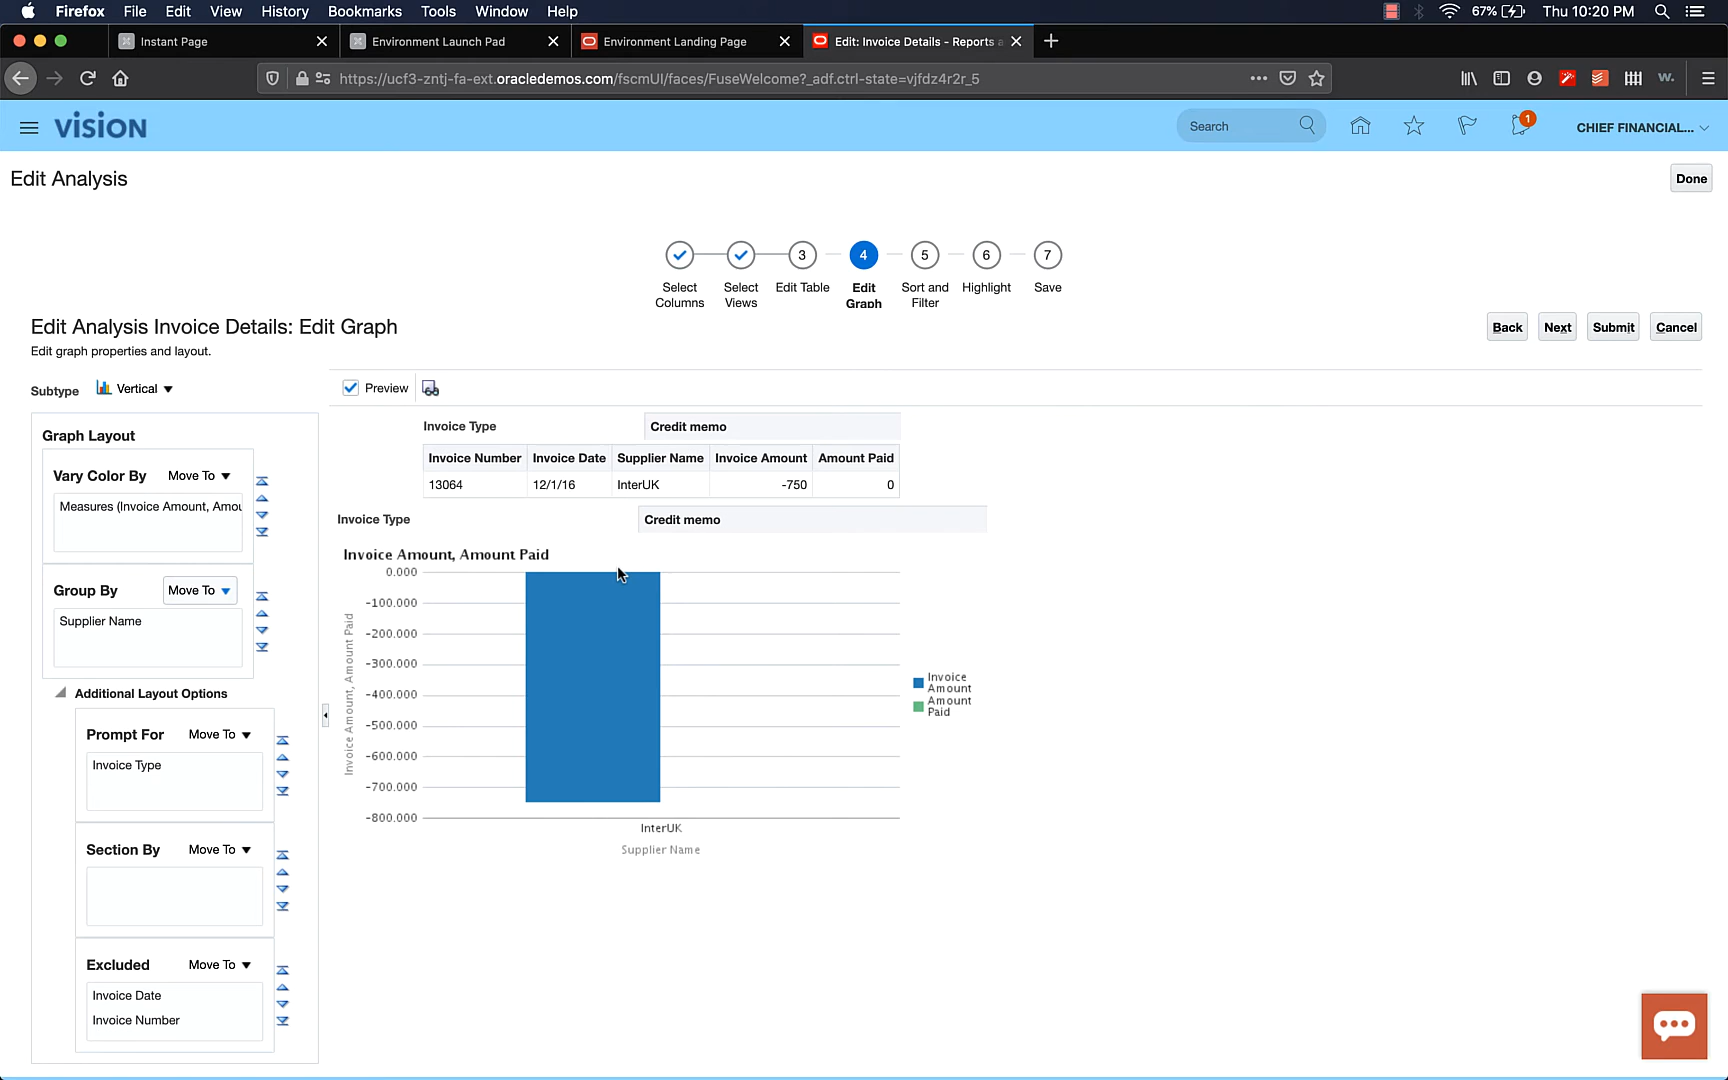 Firefox File Edit View History Bookmarks Tools Window Help 67% Thu 10:20 PM
Instant Page Environment Launch Pad Environment Landing Page Edit: Invoice Details - Reports a
https://ucf3-zntj-fa-ext.oracledemos.com/fscmUI/faces/FuseWelcome?_adf.ctrl-state=vjfdz4r2r_5
W.
VISION Search 1 CHIEF FINANCIAL...
Edit Analysis Done
3 4 5 6 7
Select Columns Select Views Edit Table Edit Graph Sort and Filter Highlight Save
Edit Analysis Invoice Details: Edit Graph Back Next Submit Cancel
Edit graph properties and layout.
Subtype Vertical Preview
Graph Layout
Vary Color By Move To
Measures (Invoice Amount, Amou
Group By Move To
Supplier Name
Additional Layout Options
Prompt For Move To
Invoice Type
Section By Move To
Excluded Move To
Invoice Date
Invoice Number
Invoice Type Credit memo
Invoice Number Invoice Date Supplier Name Invoice Amount Amount Paid
13064 12/1/16 InterUK -750 0
Invoice Type Credit memo
Invoice Amount, Amount Paid
Invoice Amount, Amount Paid
0.000
-100.000
-200.000
-300.000
-400.000
-500.000
-600.000
-700.000
-800.000
InterUK
Supplier Name
Invoice
Amount
Amount
Paid